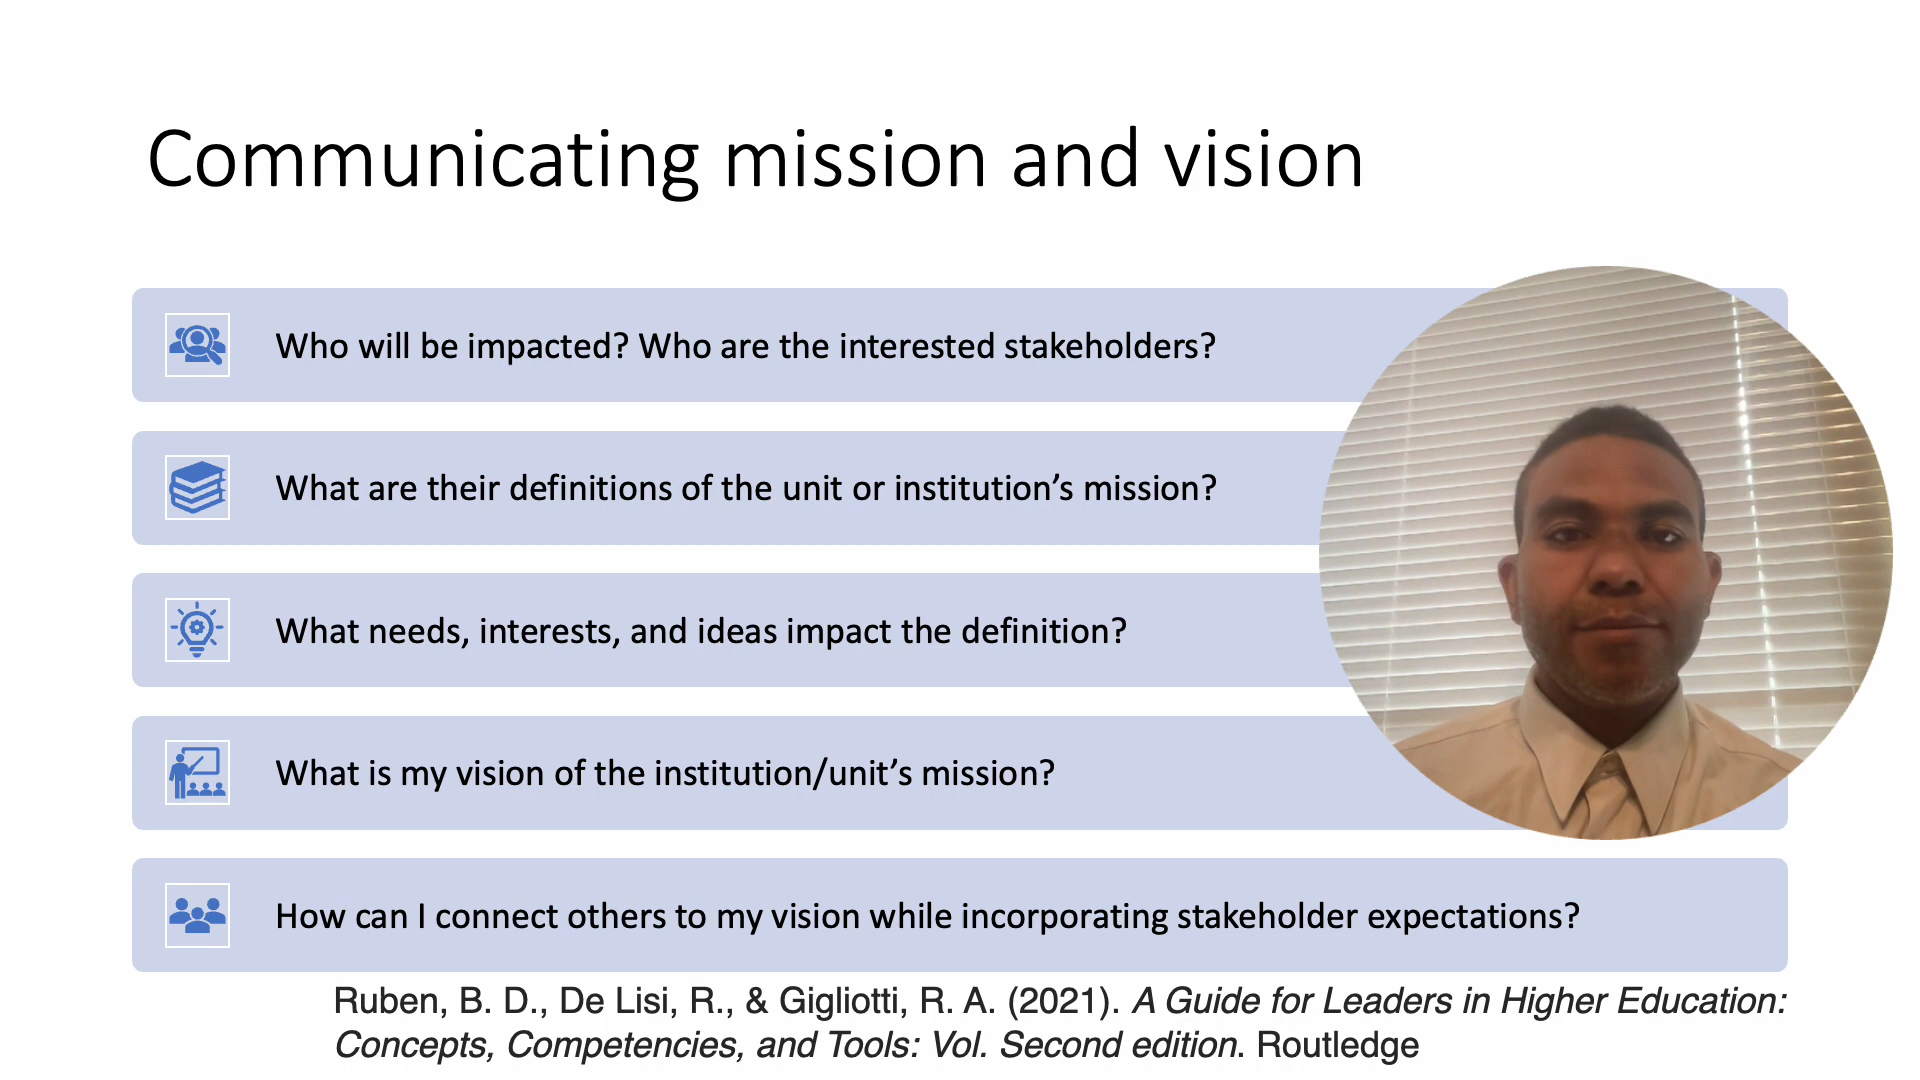 Communicating mission and vision
Who will be impacted? Who are the interested stakeholders?
What are their definitions of the unit or institution’s mission?
What needs, interests, and ideas impact the definition?
What is my vision of the institution/unit’s mission?
How can I connect others to my vision while incorporating stakeholder expectations?
Ruben, B. D., De Lisi, R., & Gigliotti, R. A. (2021). A Guide for Leaders in Higher Education:
Concepts, Competencies, and Tools: Vol. Second edition. Routledge